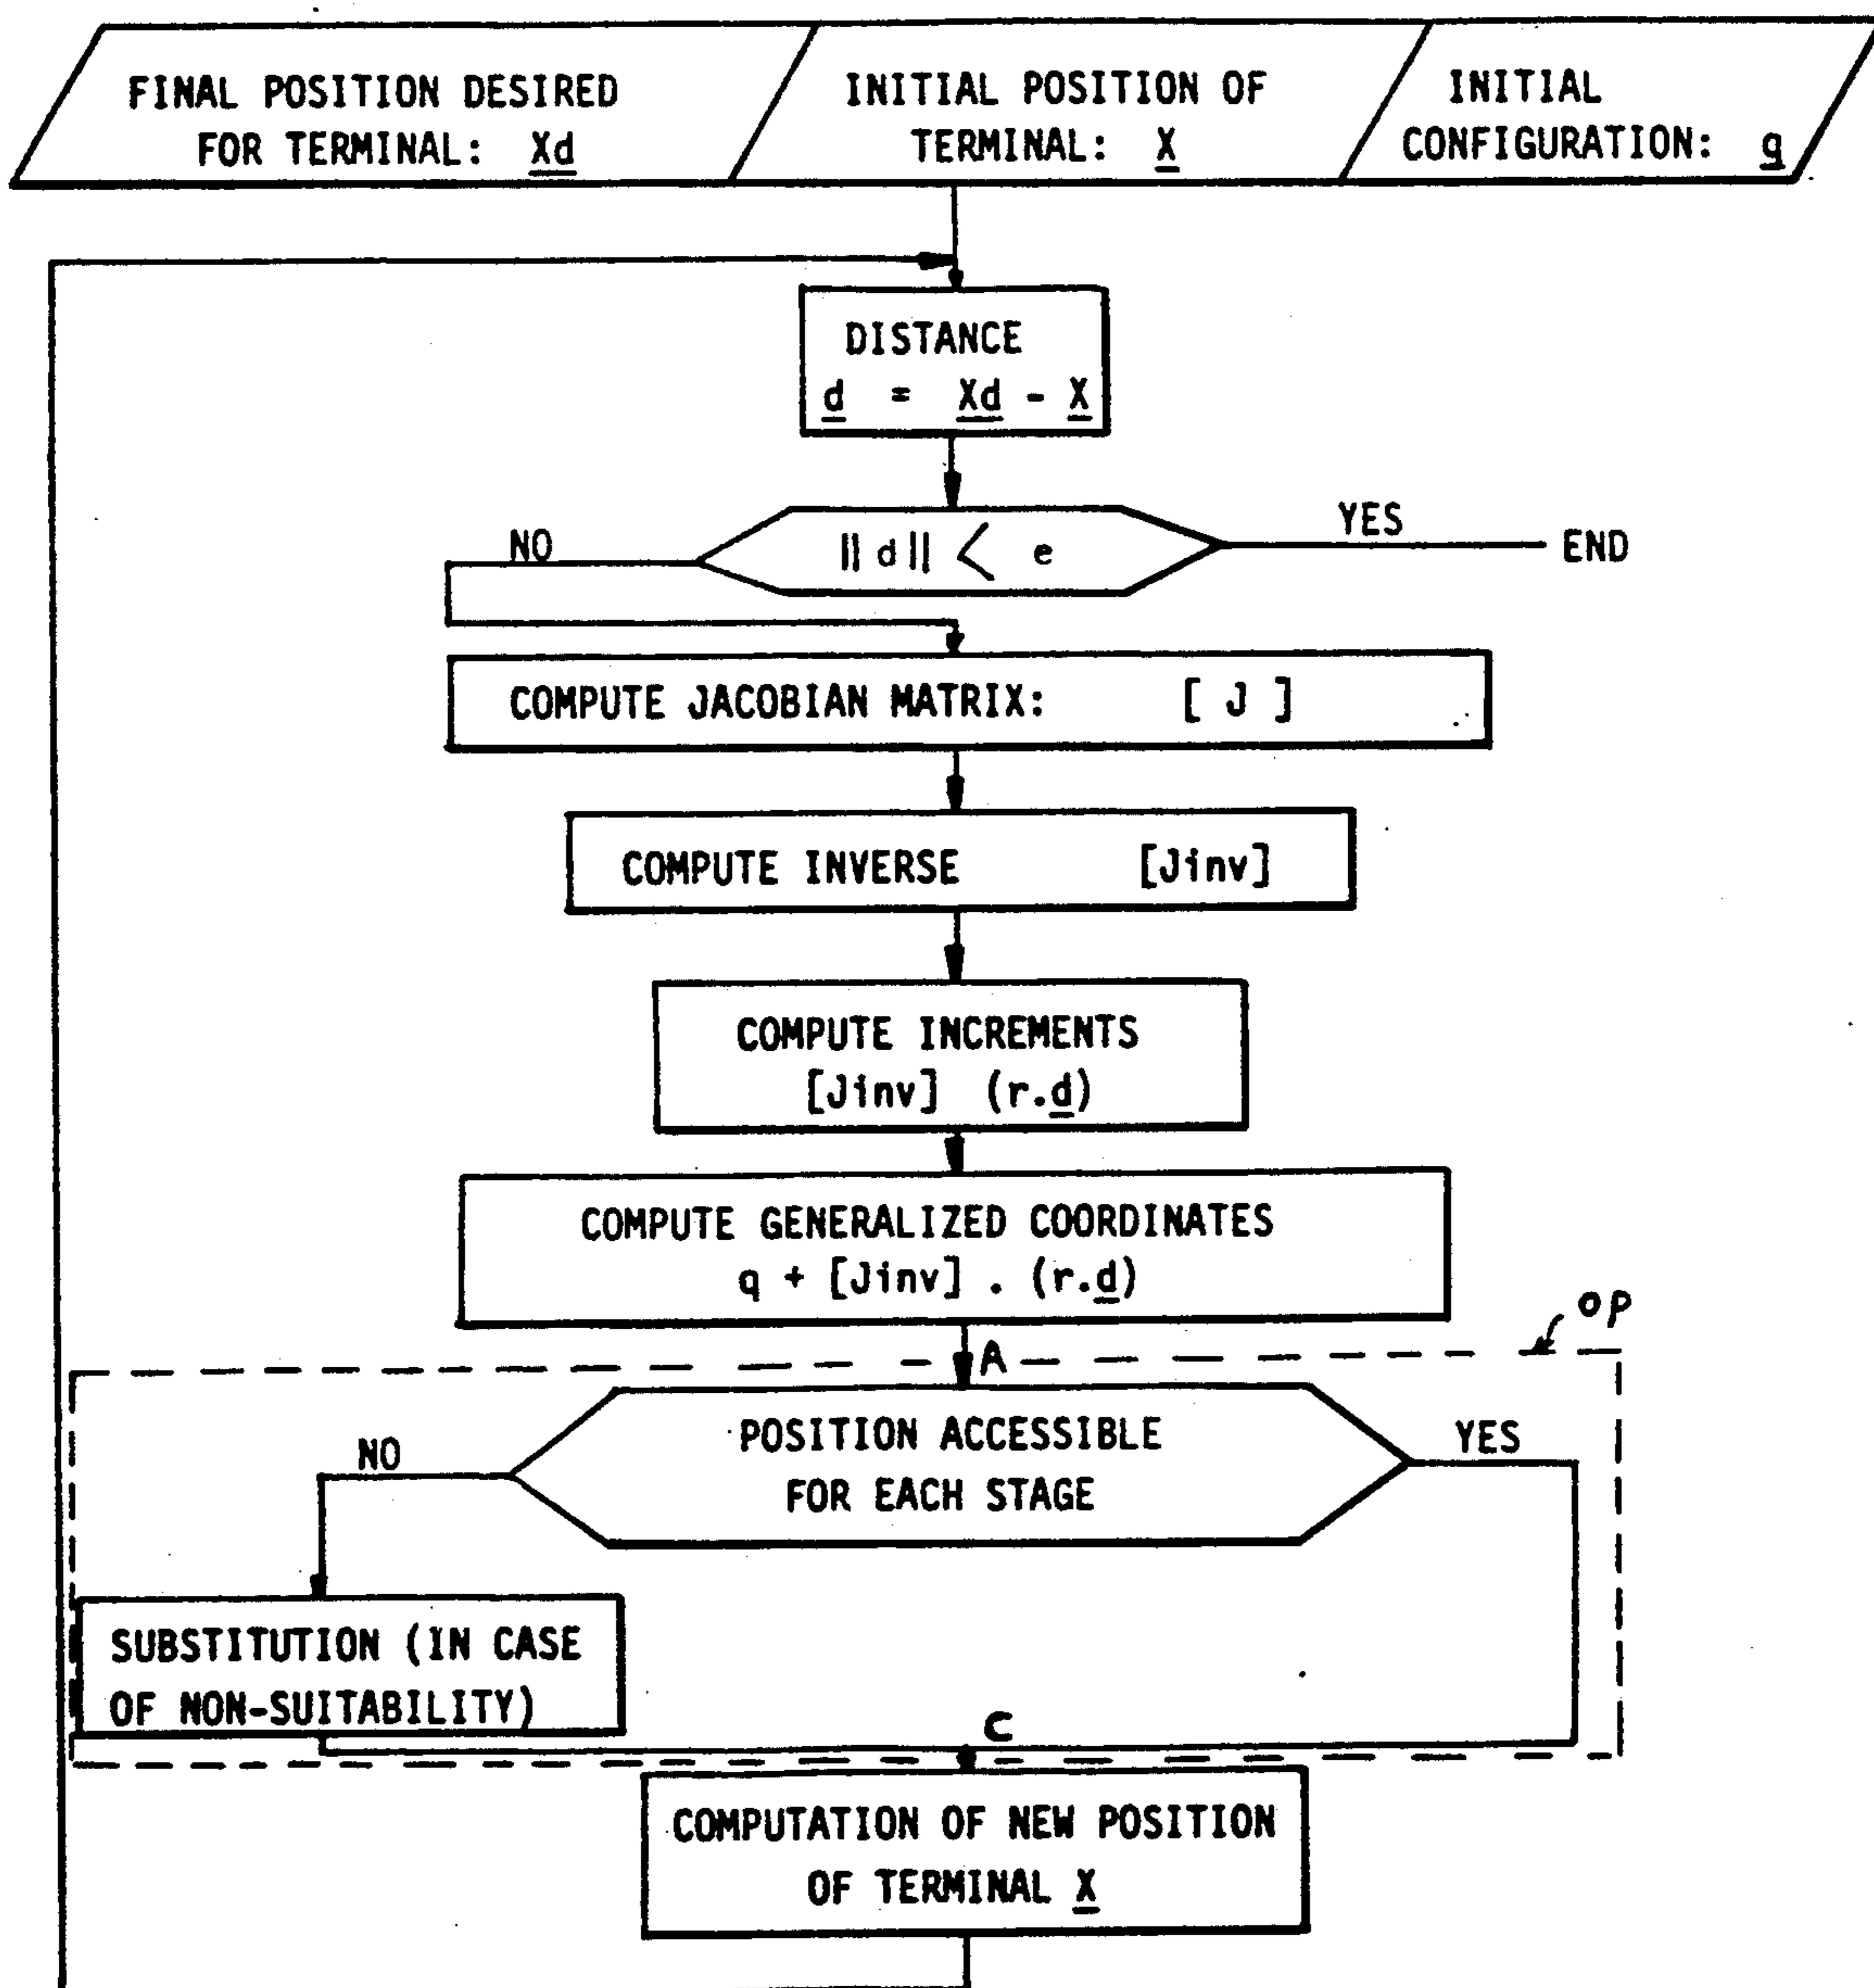 FINAL POSITION DESIRED
FOR TERMINAL: Xd
INITIAL POSITION OF
TERMINAL: X
INITIAL
CONFIGURATION: q
DISTANCE
d = Xd - X
NO
|| d || < e
YES
END
COMPUTE JACOBIAN MATRIX: [ J ]
COMPUTE INVERSE [Jinv]
COMPUTE INCREMENTS
[Jinv] (r.d)
COMPUTE GENERALIZED COORDINATES
q + [Jinv] . (r.d)
OP
A
NO
POSITION ACCESSIBLE
FOR EACH STAGE
YES
SUBSTITUTION (IN CASE
OF NON-SUITABILITY)
C
COMPUTATION OF NEW POSITION
OF TERMINAL X